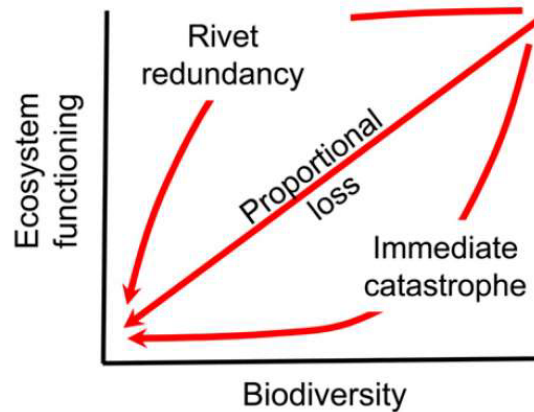 Rivet
redundancy
Ecosystem
functioning
Proportional
loss
Immediate
catastrophe
Biodiversity